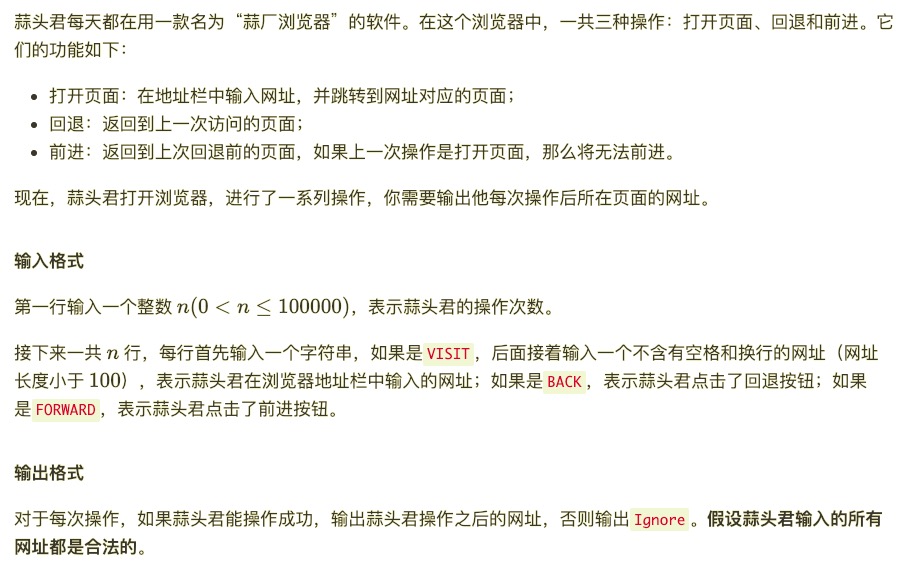 蒜头君每天都在用一款名为“蒜厂浏览器”的软件。在这个浏览器中，一共三种操作：打开页面、回退和前进。它
们的功能如下：
• 打开页面：在地址栏中输入网址，并跳转到网址对应的页面；
• 回退：返回到上一次访问的页面；
• 前进：返回到上次回退前的页面，如果上一次操作是打开页面，那么将无法前进。
现在，蒜头君打开浏览器，进行了一系列操作，你需要输出他每次操作后所在页面的网址。
输入格式
第一行输入一个整数 n(0 < n ≤ 100000)，表示蒜头君的操作次数。
接下来一共 n 行，每行首先输入一个字符串，如果是 VISIT ，后面接着输入一个不含有空格和换行的网址（网址
长度小于 100），表示蒜头君在浏览器地址栏中输入的网址；如果是 BACK ，表示蒜头君点击了回退按钮；如果
是 FORWARD ，表示蒜头君点击了前进按钮。
输出格式
对于每次操作，如果蒜头君能操作成功，输出蒜头君操作之后的网址，否则输出 Ignore 。假设蒜头君输入的所有
网址都是合法的。